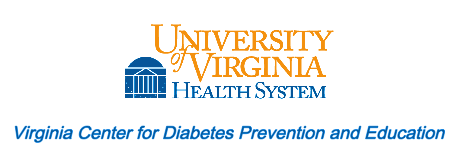 UNIVERSITY
of VIRGINIA
HEALTH SYSTEM
Virginia Center for Diabetes Prevention and Education